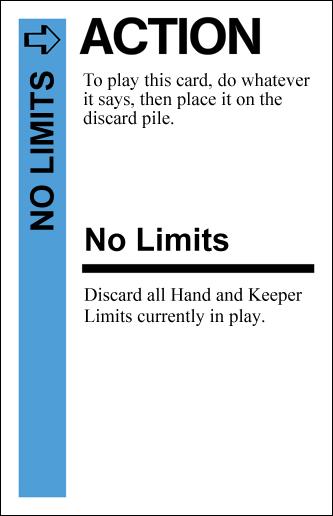 ACTION
To play this card, do whatever
it says, then place it on the
discard pile.
NO LIMITS
No Limits
Discard all Hand and Keeper
Limits currently in play.